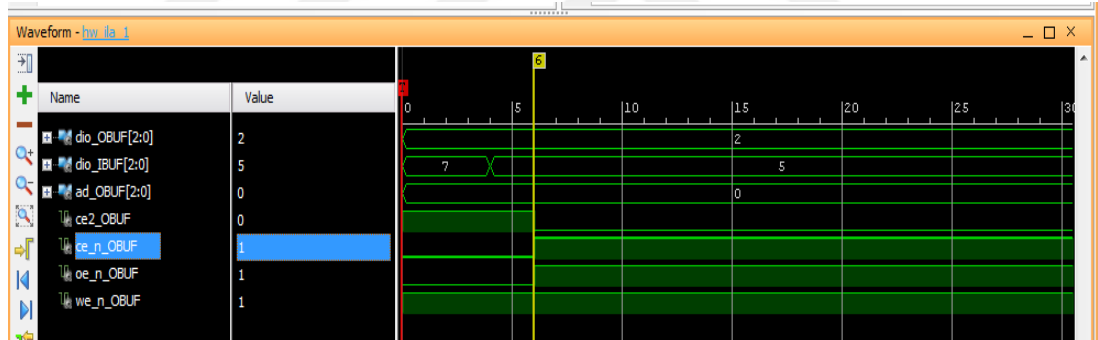 Waveform - hw_ila_1
6
Name Value
0 5 10 15 20 25 30
dio_OBUF[2:0] 2 2
dio_IBUF[2:0] 5 7 5
ad_OBUF[2:0] 0 0
ce2_OBUF 0
ce_n_OBUF 1
oe_n_OBUF 1
we_n_OBUF 1